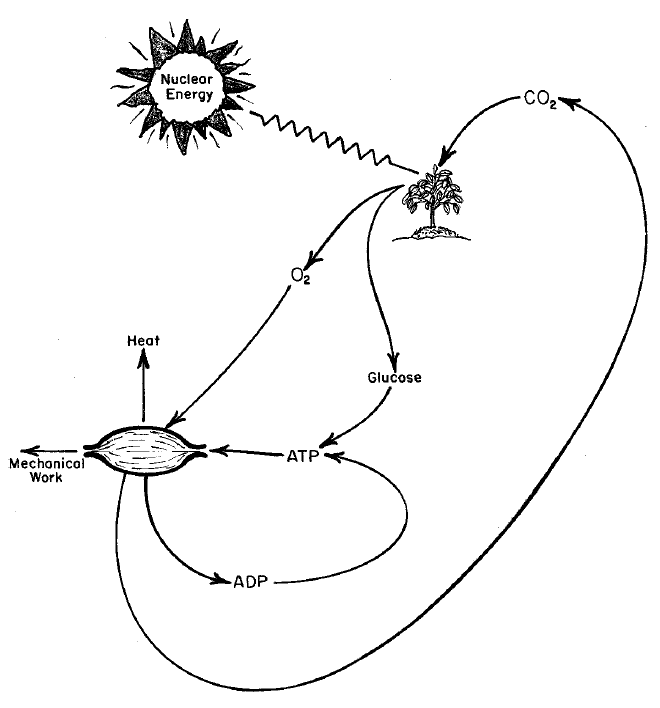 Nuclear
Energy
CO₂
O₂
Heat
Glucose
Mechanical
Work
ATP
ADP